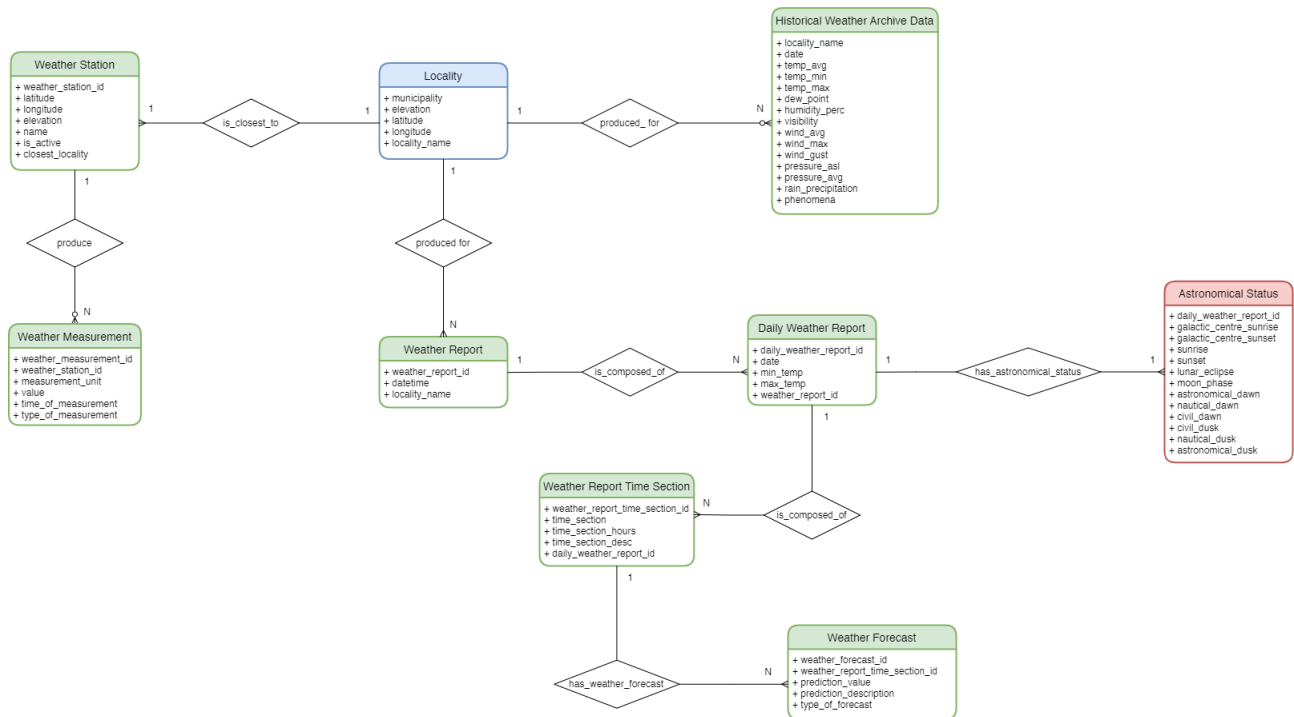 Historical Weather Archive Data
+ locality_name
+ date
+ temp_avg
+ temp_min
+ temp_max
+ dew_point
+ humidity_perc
+ visibility
+ wind_avg
+ wind_max
+ wind_gust
+ pressure_asl
+ pressure_avg
+ rain_precipitation
+ phenomena
Weather Station
+ weather_station_id
+ latitude
+ longitude
+ elevation
+ name
+ is_active
+ closest_locality
1
is_closest_to
1
Locality
+ municipality
+ elevation
+ latitude
+ longitude
+ locality_name
1
produced_ for
N
1
produce
N
1
produced for
N
Weather Measurement
+ weather_measurement_id
+ weather_station_id
+ measurement_unit
+ value
+ time_of_measurement
+ type_of_measurement
Weather Report
+ weather_report_id
+ datetime
+ locality_name
1
is_composed_of
N
Daily Weather Report
+ daily_weather_report_id
+ date
+ min_temp
+ max_temp
+ weather_report_id
1
has_astronomical_status
1
Astronomical Status
+ daily_weather_report_id
+ galactic_centre_sunrise
+ galactic_centre_sunset
+ sunrise
+ sunset
+ lunar_eclipse
+ moon_phase
+ astronomical_dawn
+ nautical_dawn
+ civil_dawn
+ civil_dusk
+ nautical_dusk
+ astronomical_dusk
1
is_composed_of
N
Weather Report Time Section
+ weather_report_time_section_id
+ time_section
+ time_section_hours
+ time_section_desc
+ daily_weather_report_id
1
has_weather_forecast
N
Weather Forecast
+ weather_forecast_id
+ weather_report_time_section_id
+ prediction_value
+ prediction_description
+ type_of_forecast